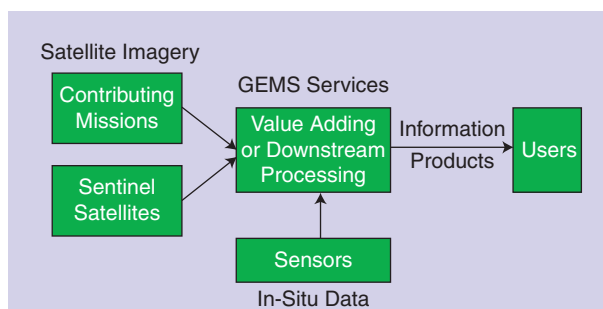 Satellite Imagery
Contributing
Missions
Sentinel
Satellites
GEMS Services
Value Adding
or Downstream
Processing
Information
Products
Users
Sensors
In-Situ Data